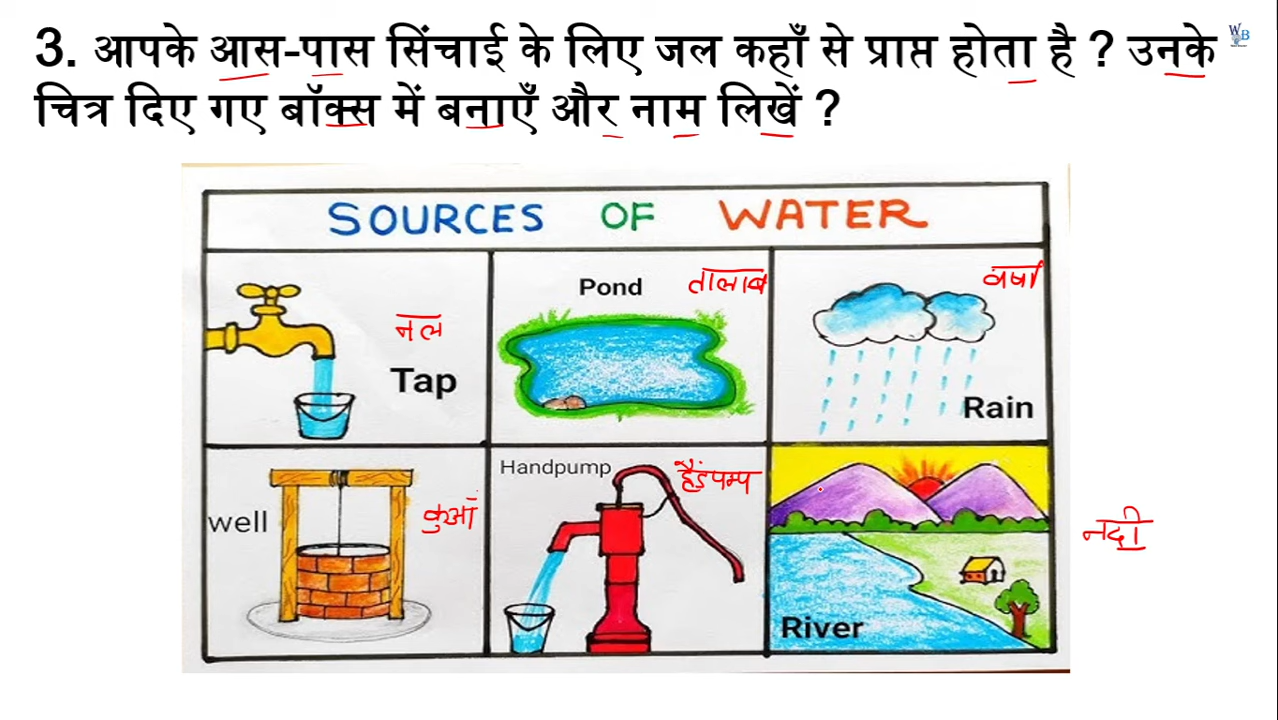 3. आपके आस-पास सिंचाई के लिए जल कहाँ से प्राप्त होता है ? उनके
चित्र दिए गए बॉक्स में बनाएँ और नाम लिखें ?
WB
SOURCES OF WATER
नल
Tap
Pond तालाब
वर्षा
Rain
well कुआँ
Handpump हैंडपम्प
River
नदी